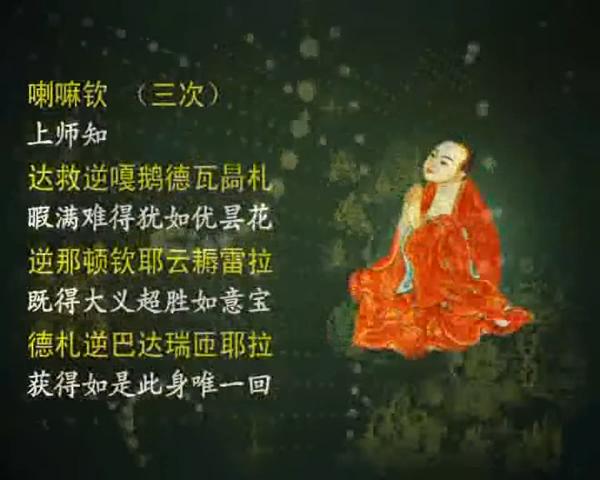 喇嘛钦 （三次）
上师知
达救逆嘎鹅德瓦咼札
暇满难得犹如优昙花
逆那顿钦耶云耨雷拉
既得大义超胜如意宝
德札逆巴达瑞匝耶拉
获得如是此身唯一回